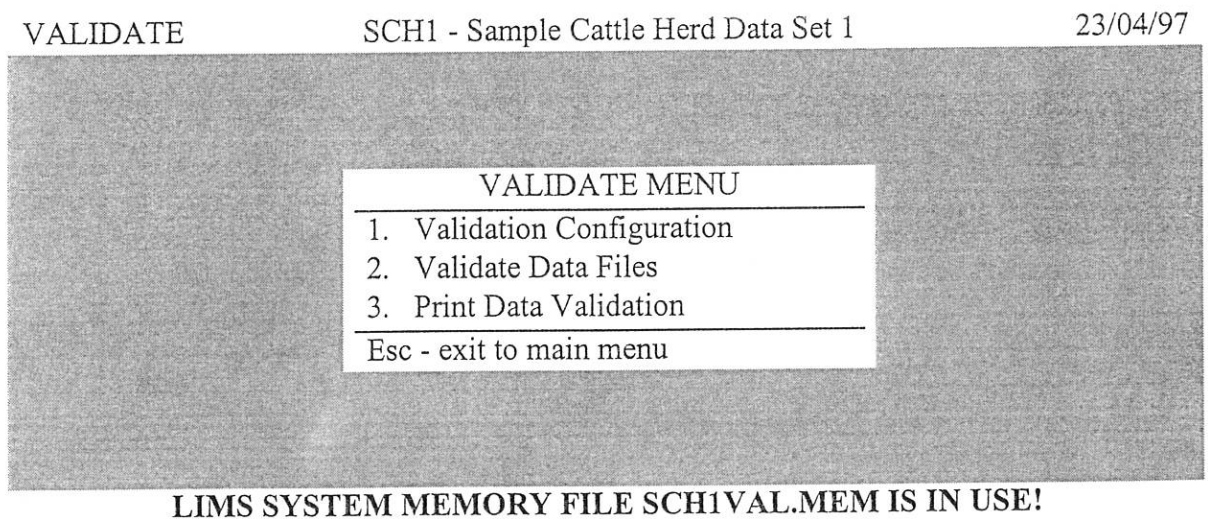 VALIDATE SCH1 - Sample Cattle Herd Data Set 1 23/04/97
VALIDATE MENU
1. Validation Configuration
2. Validate Data Files
3. Print Data Validation
Esc - exit to main menu
LIMS SYSTEM MEMORY FILE SCH1VAL.MEM IS IN USE!